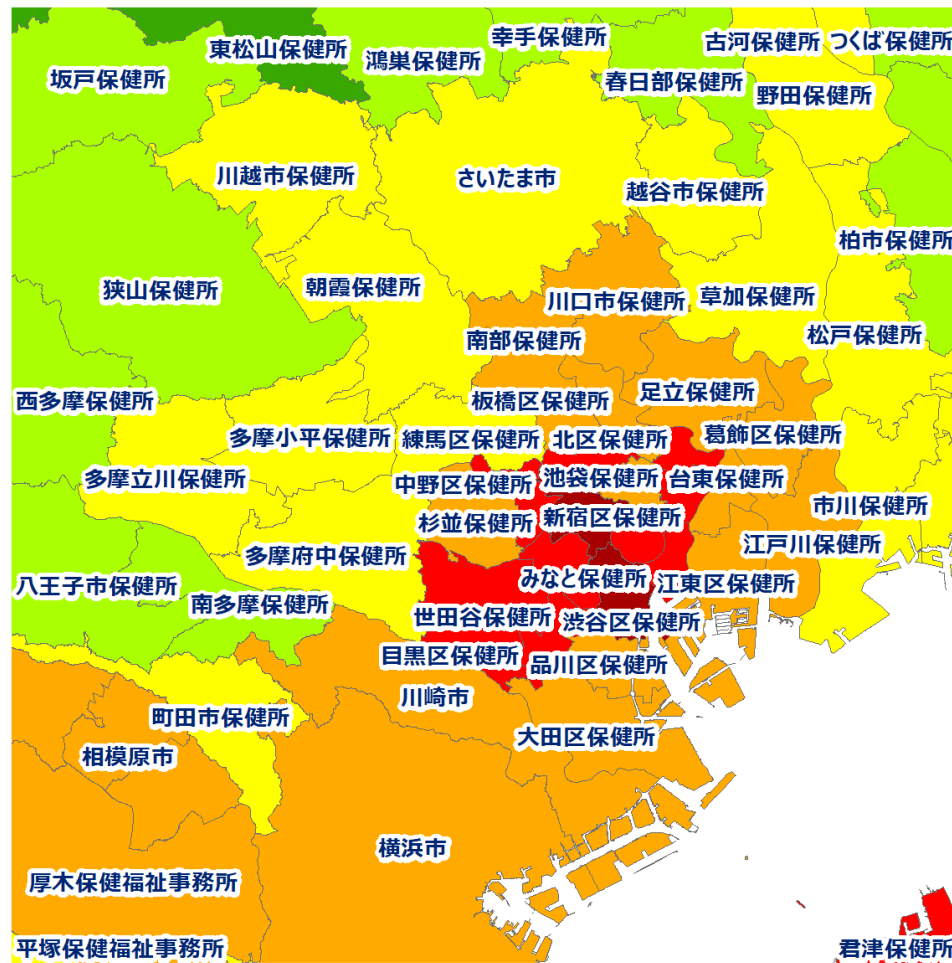 幸手保健所
古河保健所
つくば保健所
東松山保健所
鴻巣保健所
坂戸保健所
春日部保健所
野田保健所
川越市保健所
さいたま市
越谷市保健所
柏市保健所
狭山保健所
朝霞保健所
川口市保健所
草加保健所
南部保健所
松戸保健所
西多摩保健所
板橋区保健所
足立保健所
多摩小平保健所
練馬区保健所
北区保健所
葛飾区保健所
多摩立川保健所
中野区保健所
池袋保健所
台東保健所
市川保健所
杉並保健所
新宿区保健所
多摩府中保健所
江戸川保健所
八王子市保健所
みなと保健所
江東区保健所
南多摩保健所
世田谷保健所
渋谷区保健所
目黒区保健所
品川区保健所
川崎市
町田市保健所
大田区保健所
相模原市
横浜市
厚木保健福祉事務所
平塚保健福祉事務所
君津保健所